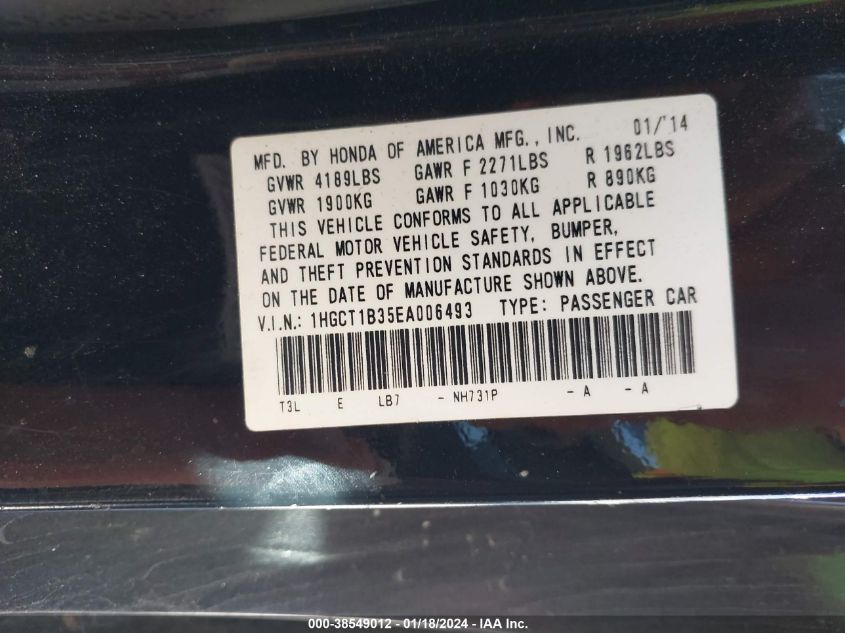 MFD. BY HONDA OF AMERICA MFG., INC. 01/'14
GVWR 4189LBS GAWR F 2271LBS R 1962LBS
GVWR 1900KG GAWR F 1030KG R 890KG
THIS VEHICLE CONFORMS TO ALL APPLICABLE
FEDERAL MOTOR VEHICLE SAFETY, BUMPER,
AND THEFT PREVENTION STANDARDS IN EFFECT
ON THE DATE OF MANUFACTURE SHOWN ABOVE.
V.I.N.: 1HGCT1B35EA006493 TYPE: PASSENGER CAR
T3L E LB7 - NH731P - A - A
000-38549012 - 01/18/2024 - IAA Inc.